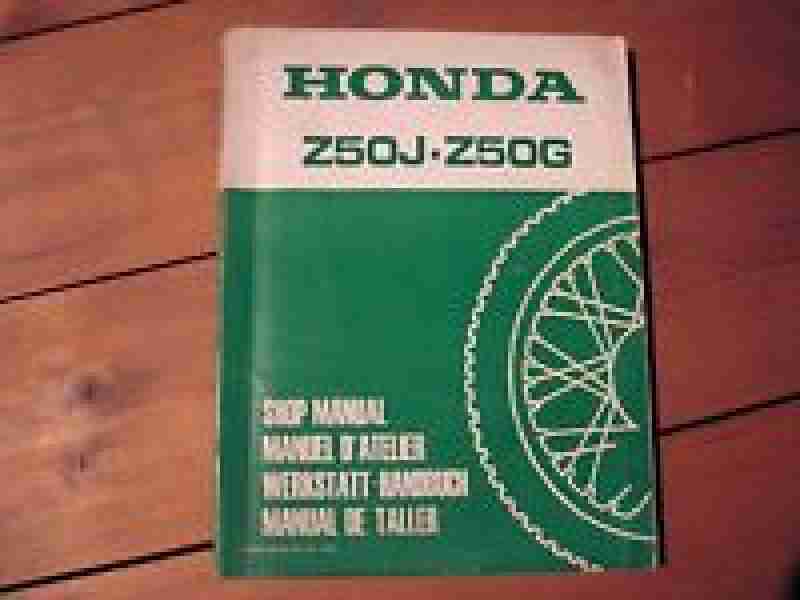 HONDA
Z50J·Z50G
SHOP MANUAL
MANUEL D'ATELIER
WERKSTATT-HANDBUCH
MANUAL DE TALLER